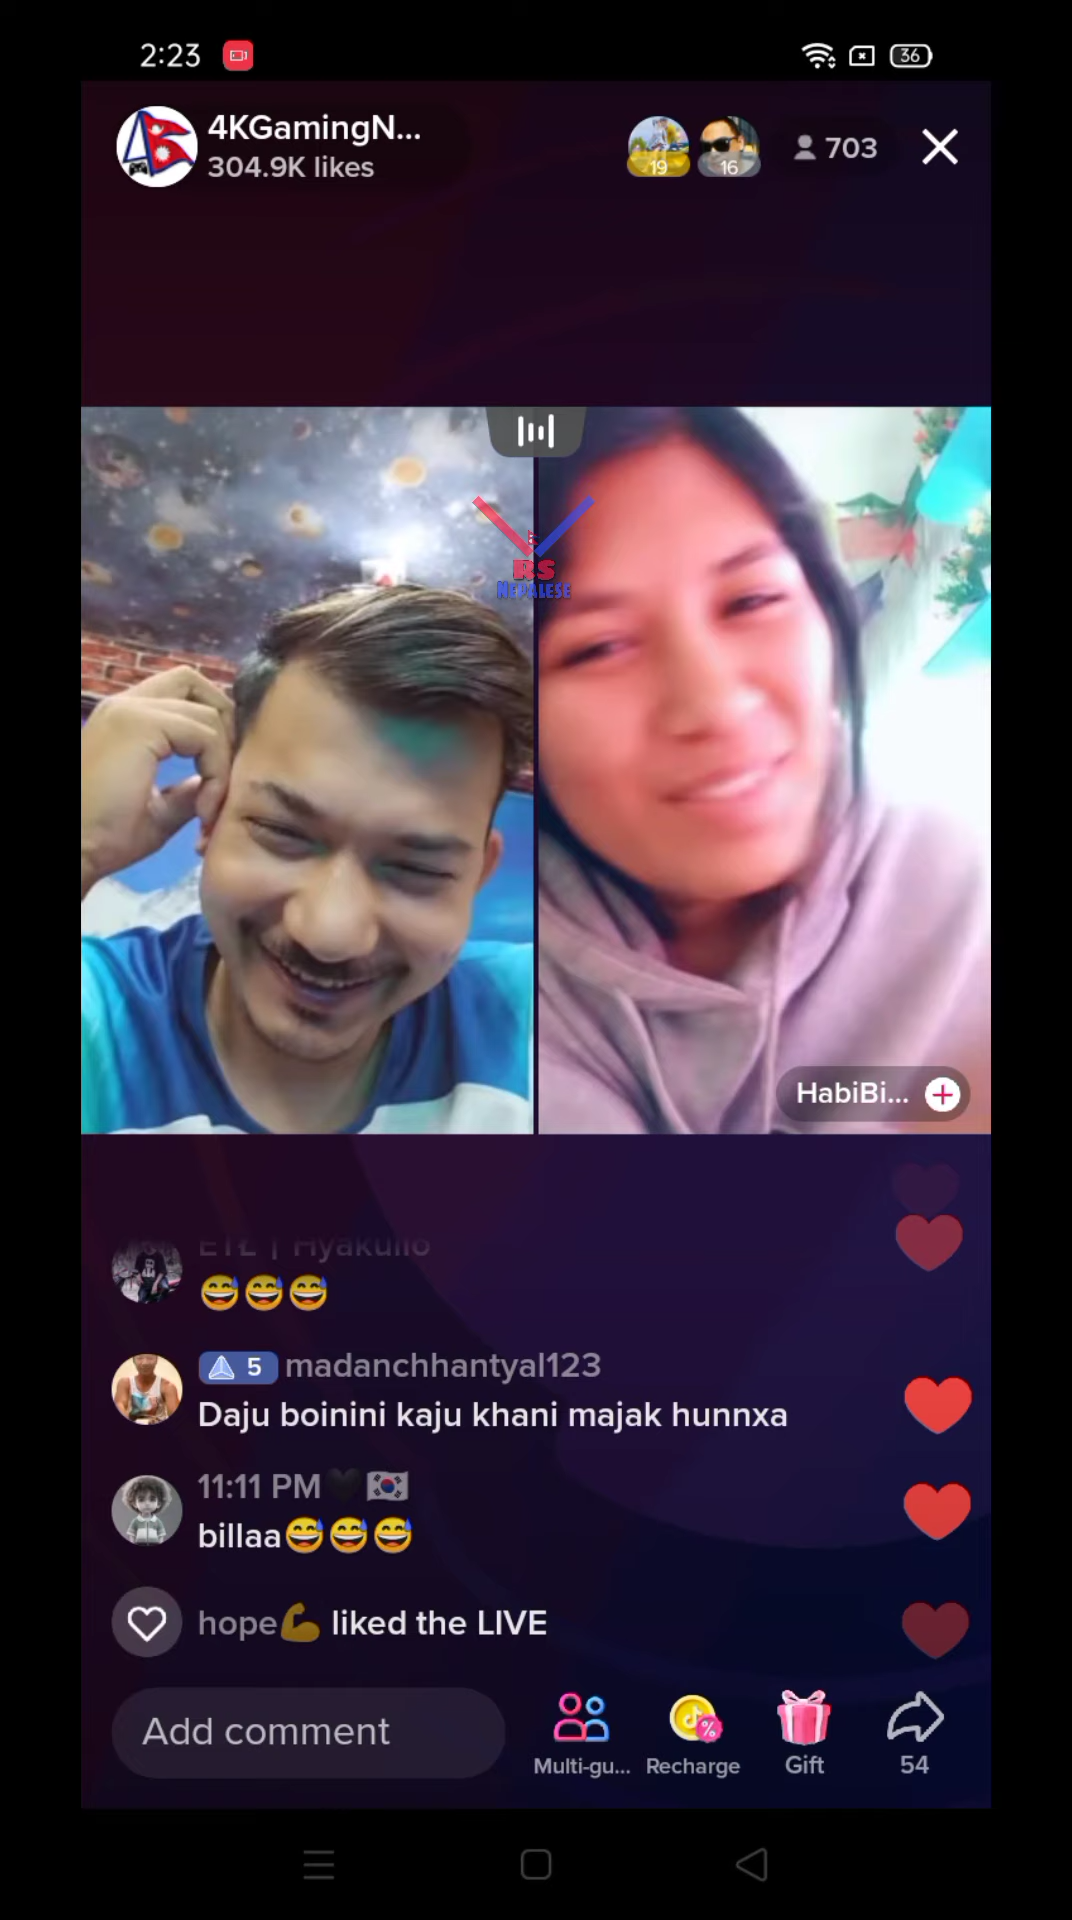 2:23
36
4KGamingN...
304.9K likes
19
16
703
RS
NEPALESE
HabiBi...
😅😅😅
5 madanchhantyal123
Daju boinini kaju khani majak hunnxa
11:11 PM🖤🇰🇷
billaa😅😅😅
hope💪 liked the LIVE
Add comment
Multi-gu...
Recharge
Gift
54